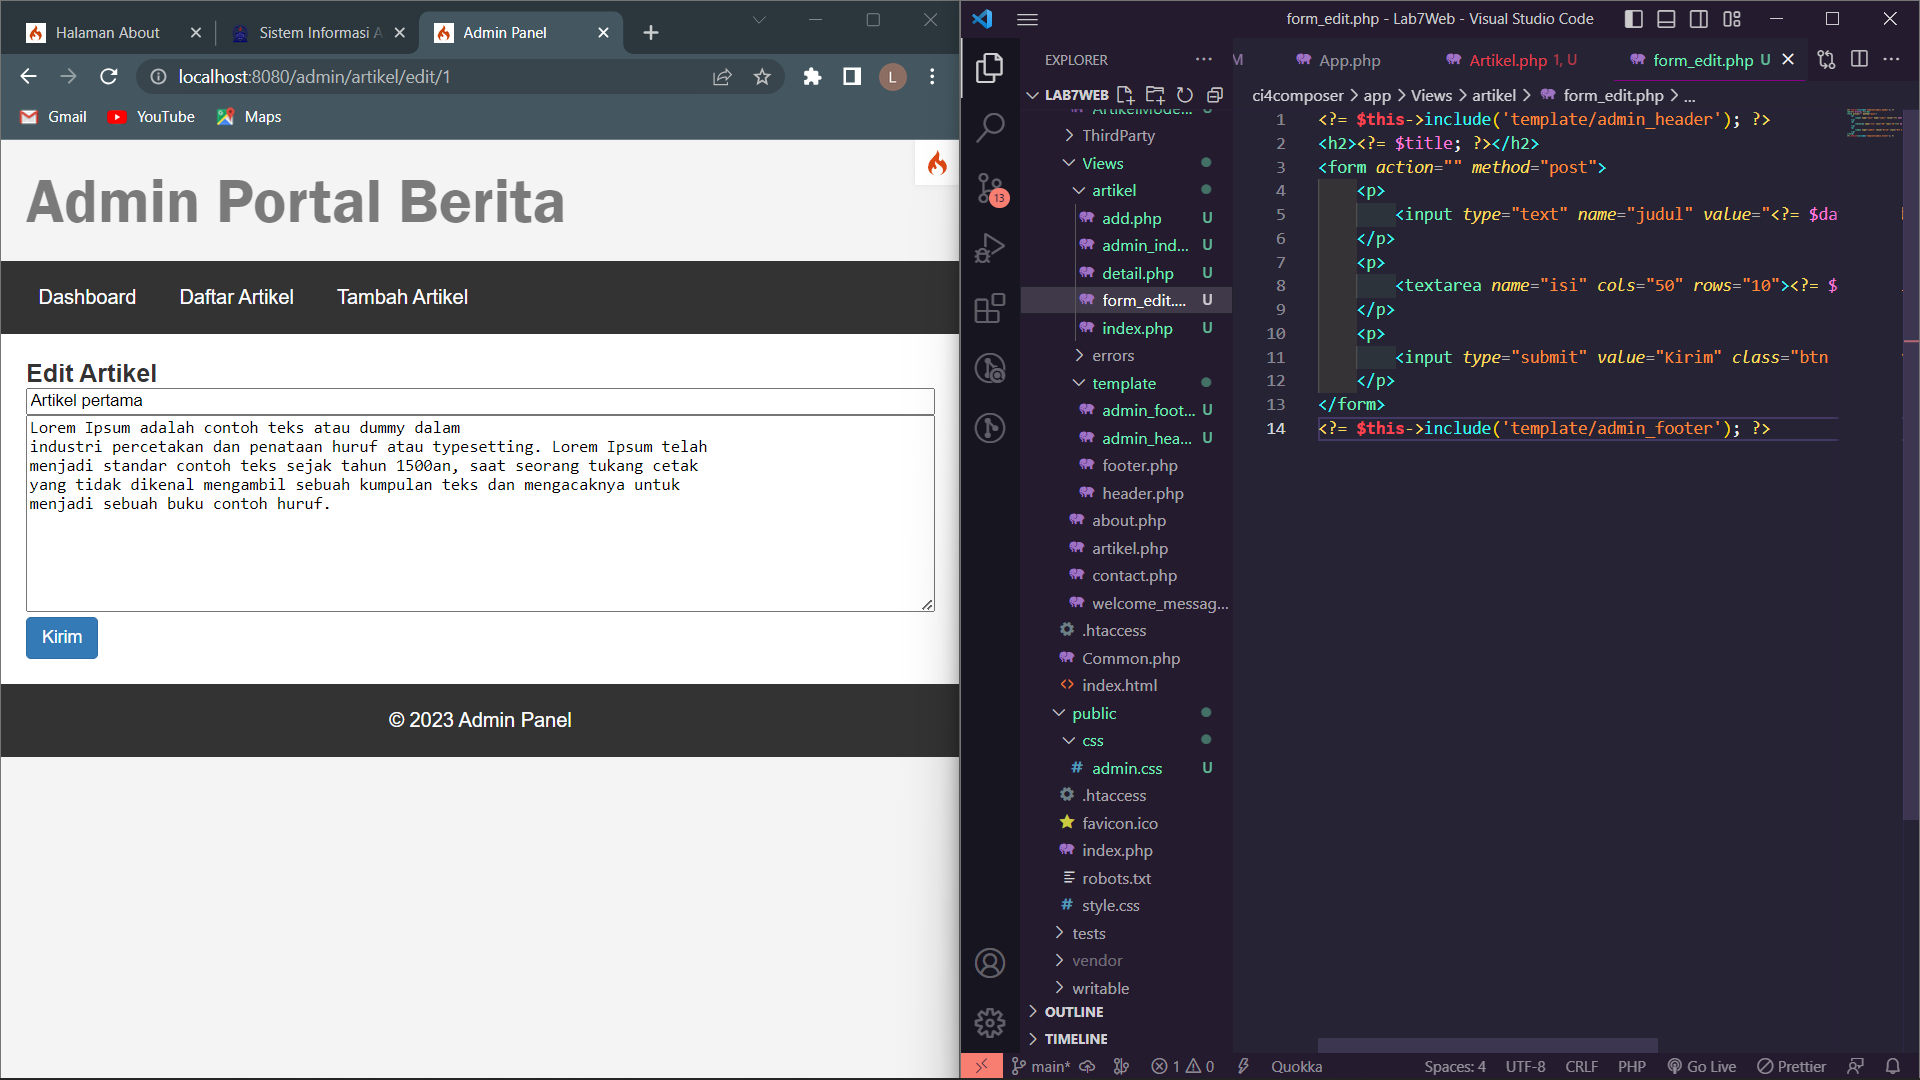 Halaman About
Sistem Informasi A
Admin Panel
localhost:8080/admin/artikel/edit/1
L
Gmail
YouTube
Maps
Admin Portal Berita
Dashboard
Daftar Artikel
Tambah Artikel
Edit Artikel
Artikel pertama
Lorem Ipsum adalah contoh teks atau dummy dalam
industri percetakan dan penataan huruf atau typesetting. Lorem Ipsum telah
menjadi standar contoh teks sejak tahun 1500an, saat seorang tukang cetak
yang tidak dikenal mengambil sebuah kumpulan teks dan mengacaknya untuk
menjadi sebuah buku contoh huruf.
Kirim
© 2023 Admin Panel
form_edit.php - Lab7Web - Visual Studio Code
EXPLORER
LAB7WEB
13
ArtikelMode... U
ThirdParty
Views
artikel
add.php U
admin_ind... U
detail.php U
form_edit.... U
index.php U
errors
template
admin_foot... U
admin_hea... U
footer.php
header.php
about.php
artikel.php
contact.php
welcome_messag...
.htaccess
Common.php
index.html
public
css
admin.css U
.htaccess
favicon.ico
index.php
robots.txt
style.css
tests
vendor
writable
OUTLINE
TIMELINE
M
App.php
Artikel.php 1, U
form_edit.php U
ci4composer > app > Views > artikel > form_edit.php > ...
1 <?= $this->include('template/admin_header'); ?>
2 <h2><?= $title; ?></h2>
3 <form action="" method="post">
4 <p>
5 <input type="text" name="judul" value="<?= $da
6 </p>
7 <p>
8 <textarea name="isi" cols="50" rows="10"><?= $
9 </p>
10 <p>
11 <input type="submit" value="Kirim" class="btn
12 </p>
13 </form>
14 <?= $this->include('template/admin_footer'); ?>
main*
1 0
Quokka
Spaces: 4
UTF-8
CRLF
PHP
Go Live
Prettier